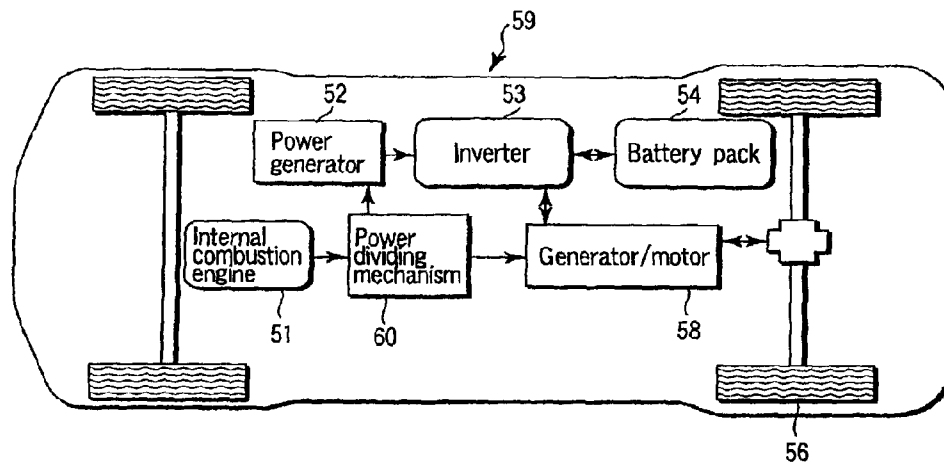 59
52
53
54
Power
generator
Inverter
Battery pack
Internal
combustion
engine
Power
dividing
mechanism
Generator/motor
51
60
58
56